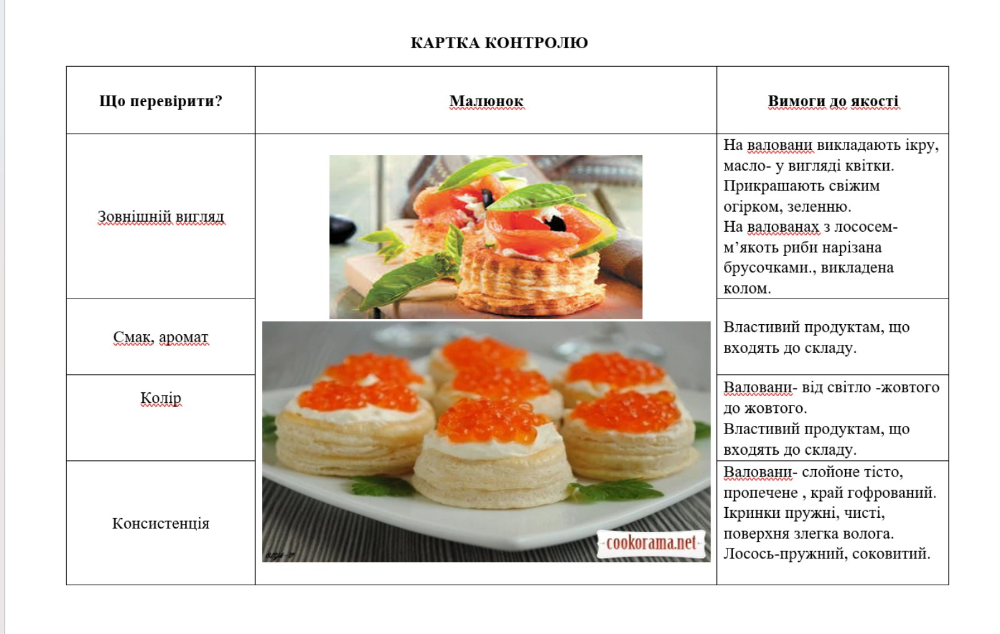 КАРТКА КОНТРОЛЮ
Що перевірити?
Малюнок
Вимоги до якості
Зовнішній вигляд
На валовани викладають ікру,
масло- у вигляді квітки.
Прикрашають свіжим
огірком, зеленню.
На валованах з лососем-
м’якоть риби нарізана
брусочками., викладена
колом.
Смак, аромат
Властивий продуктам, що
входять до складу.
Колір
Валовани- від світло -жовтого
до жовтого.
Властивий продуктам, що
входять до складу.
Консистенція
Валовани- слойоне тісто,
пропечене , край гофрований.
Ікринки пружні, чисті,
поверхня злегка волога.
Лосось-пружний, соковитий.
cookorama.net